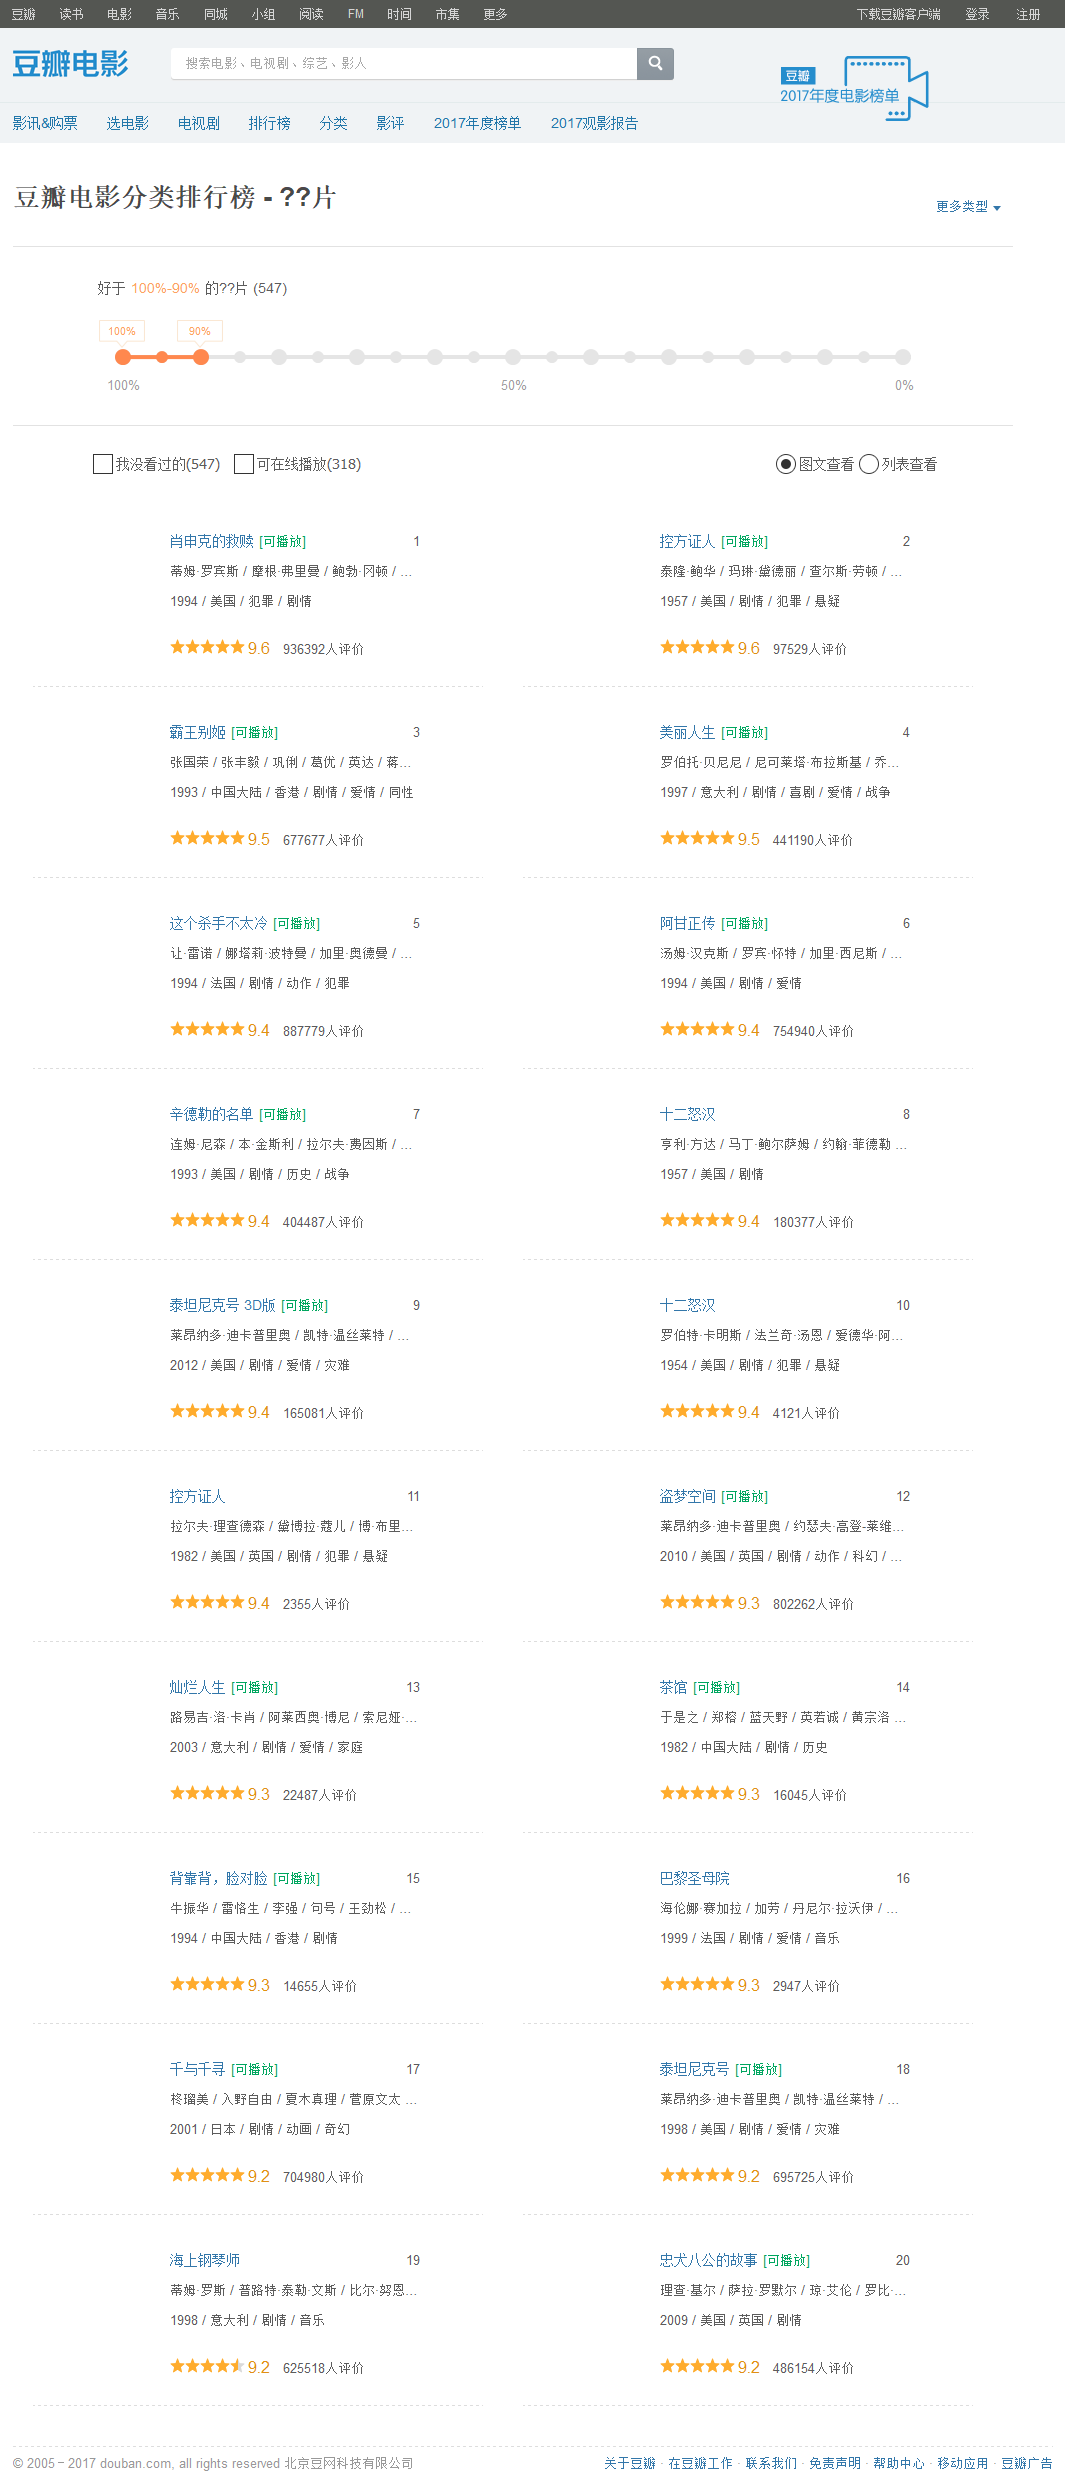 豆瓣 读书 电影 音乐 同城 小组 阅读 FM 时间 市集 更多 下载豆瓣客户端 登录 注册
豆瓣电影 搜索电影、电视剧、综艺、影人
豆瓣
2017年度电影榜单
影讯&购票 选电影 电视剧 排行榜 分类 影评 2017年度榜单 2017观影报告
豆瓣电影分类排行榜 - ??片
更多类型
好于 100%-90% 的??片 (547)
100% 90%
100% 50% 0%
我没看过的(547) 可在线播放(318) 图文查看 列表查看
肖申克的救赎 [可播放] 1
蒂姆·罗宾斯 / 摩根·弗里曼 / 鲍勃·冈顿 / ...
1994 / 美国 / 犯罪 / 剧情
9.6 936392人评价
控方证人 [可播放] 2
泰隆·鲍华 / 玛琳·黛德丽 / 查尔斯·劳顿 / ...
1957 / 美国 / 剧情 / 犯罪 / 悬疑
9.6 97529人评价
霸王别姬 [可播放] 3
张国荣 / 张丰毅 / 巩俐 / 葛优 / 英达 / 蒋...
1993 / 中国大陆 / 香港 / 剧情 / 爱情 / 同性
9.5 677677人评价
美丽人生 [可播放] 4
罗伯托·贝尼尼 / 尼可莱塔·布拉斯基 / 乔...
1997 / 意大利 / 剧情 / 喜剧 / 爱情 / 战争
9.5 441190人评价
这个杀手不太冷 [可播放] 5
让·雷诺 / 娜塔莉·波特曼 / 加里·奥德曼 / ...
1994 / 法国 / 剧情 / 动作 / 犯罪
9.4 887779人评价
阿甘正传 [可播放] 6
汤姆·汉克斯 / 罗宾·怀特 / 加里·西尼斯 / ...
1994 / 美国 / 剧情 / 爱情
9.4 754940人评价
辛德勒的名单 [可播放] 7
连姆·尼森 / 本·金斯利 / 拉尔夫·费因斯 / ...
1993 / 美国 / 剧情 / 历史 / 战争
9.4 404487人评价
十二怒汉 8
亨利·方达 / 马丁·鲍尔萨姆 / 约翰·菲德勒 ...
1957 / 美国 / 剧情
9.4 180377人评价
泰坦尼克号 3D版 [可播放] 9
莱昂纳多·迪卡普里奥 / 凯特·温丝莱特 / ...
2012 / 美国 / 剧情 / 爱情 / 灾难
9.4 165081人评价
十二怒汉 10
罗伯特·卡明斯 / 法兰奇·汤恩 / 爱德华·阿...
1954 / 美国 / 剧情 / 犯罪 / 悬疑
9.4 4121人评价
控方证人 11
拉尔夫·理查德森 / 黛博拉·蔻儿 / 博·布里...
1982 / 美国 / 英国 / 剧情 / 犯罪 / 悬疑
9.4 2355人评价
盗梦空间 [可播放] 12
莱昂纳多·迪卡普里奥 / 约瑟夫·高登-莱维...
2010 / 美国 / 英国 / 剧情 / 动作 / 科幻 / ...
9.3 802262人评价
灿烂人生 [可播放] 13
路易吉·洛·卡肖 / 阿莱西奥·博尼 / 索尼娅·...
2003 / 意大利 / 剧情 / 爱情 / 家庭
9.3 22487人评价
茶馆 [可播放] 14
于是之 / 郑榕 / 蓝天野 / 英若诚 / 黄宗洛 ...
1982 / 中国大陆 / 剧情 / 历史
9.3 16045人评价
背靠背，脸对脸 [可播放] 15
牛振华 / 雷恪生 / 李强 / 句号 / 王劲松 / ...
1994 / 中国大陆 / 香港 / 剧情
9.3 14655人评价
巴黎圣母院 16
海伦娜·赛加拉 / 加劳 / 丹尼尔·拉沃伊 / ...
1999 / 法国 / 剧情 / 爱情 / 音乐
9.3 2947人评价
千与千寻 [可播放] 17
柊瑠美 / 入野自由 / 夏木真理 / 菅原文太 ...
2001 / 日本 / 剧情 / 动画 / 奇幻
9.2 704980人评价
泰坦尼克号 [可播放] 18
莱昂纳多·迪卡普里奥 / 凯特·温丝莱特 / ...
1998 / 美国 / 剧情 / 爱情 / 灾难
9.2 695725人评价
海上钢琴师 19
蒂姆·罗斯 / 普路特·泰勒·文斯 / 比尔·努恩...
1998 / 意大利 / 剧情 / 音乐
9.2 625518人评价
忠犬八公的故事 [可播放] 20
理查·基尔 / 萨拉·罗默尔 / 琼·艾伦 / 罗比·...
2009 / 美国 / 英国 / 剧情
9.2 486154人评价
© 2005－2017 douban.com, all rights reserved 北京豆网科技有限公司 关于豆瓣 · 在豆瓣工作 · 联系我们 · 免责声明 · 帮助中心 · 移动应用 · 豆瓣广告